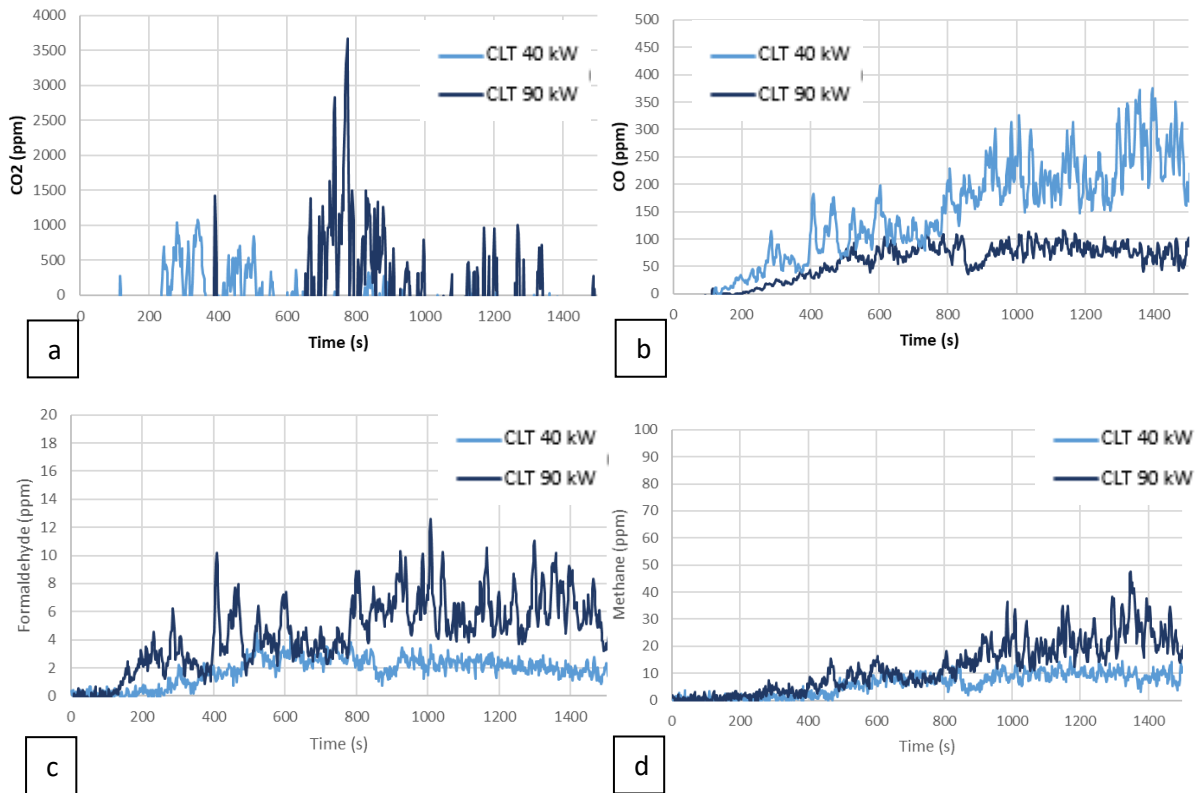 CO2 (ppm)
4000
3500
3000
2500
2000
1500
1000
500
0
CLT 40 kW
CLT 90 kW
0 200 400 600 800 1000 1200 1400
Time (s)
a
CO (ppm)
500
450
400
350
300
250
200
150
100
50
0
CLT 40 kW
CLT 90 kW
0 200 400 600 800 1000 1200 1400
Time (s)
b
Formaldehyde (ppm)
20
18
16
14
12
10
8
6
4
2
0
CLT 40 kW
CLT 90 kW
0 200 400 600 800 1000 1200 1400
Time (s)
c
Methane (ppm)
100
90
80
70
60
50
40
30
20
10
0
CLT 40 kW
CLT 90 kW
0 200 400 600 800 1000 1200 1400
Time (s)
d